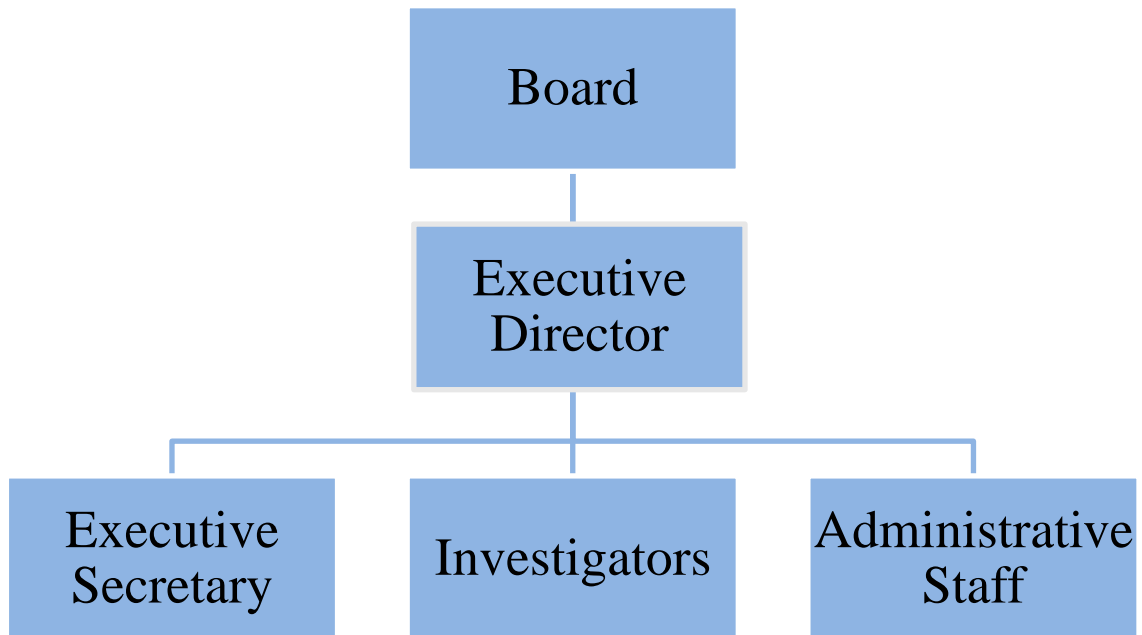 Board
Executive
Director
Executive
Secretary
Investigators
Administrative
Staff